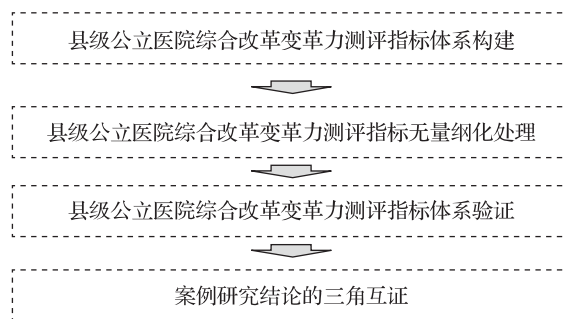 县级公立医院综合改革变革力测评指标体系构建
县级公立医院综合改革变革力测评指标无量纲化处理
县级公立医院综合改革变革力测评指标体系验证
案例研究结论的三角互证